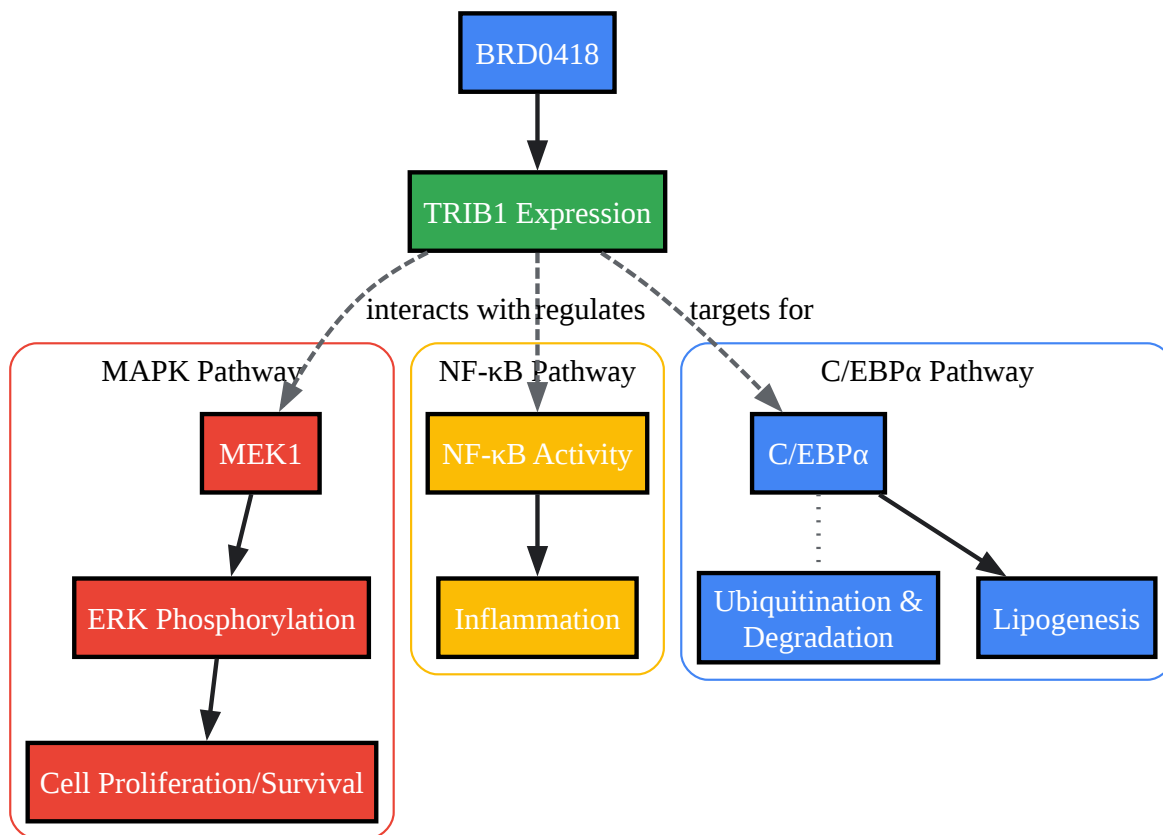 BRD0418
TRIB1 Expression
interacts with
regulates
targets for
MAPK Pathway
NF-κB Pathway
C/EBPα Pathway
MEK1
NF-κB Activity
C/EBPα
ERK Phosphorylation
Inflammation
Ubiquitination &
Degradation
Lipogenesis
Cell Proliferation/Survival